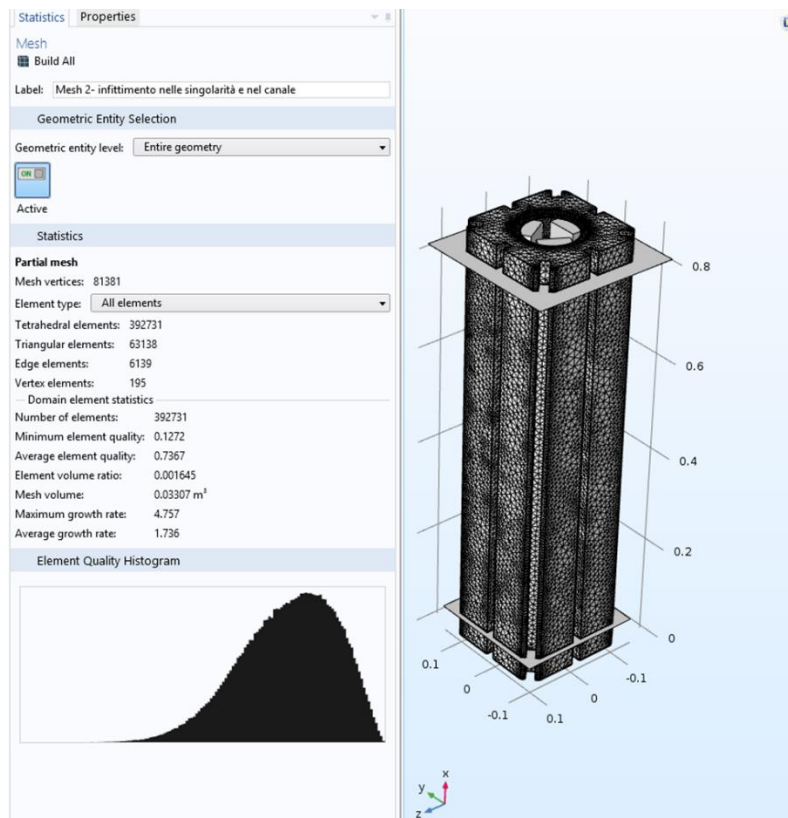 Statistics Properties
Mesh
Build All
Label: Mesh 2- infittimento nelle singolarità e nel canale
Geometric Entity Selection
Geometric entity level: Entire geometry
ON
Active
Statistics
Partial mesh
Mesh vertices: 81381
Element type: All elements
Tetrahedral elements: 392731
Triangular elements: 63138
Edge elements: 6139
Vertex elements: 195
Domain element statistics
Number of elements: 392731
Minimum element quality: 0.1272
Average element quality: 0.7367
Element volume ratio: 0.001645
Mesh volume: 0.03307 m³
Maximum growth rate: 4.757
Average growth rate: 1.736
Element Quality Histogram
0.8
0.6
0.4
0.2
0
0.1
0
-0.1
0.1
0
-0.1
x
y
z